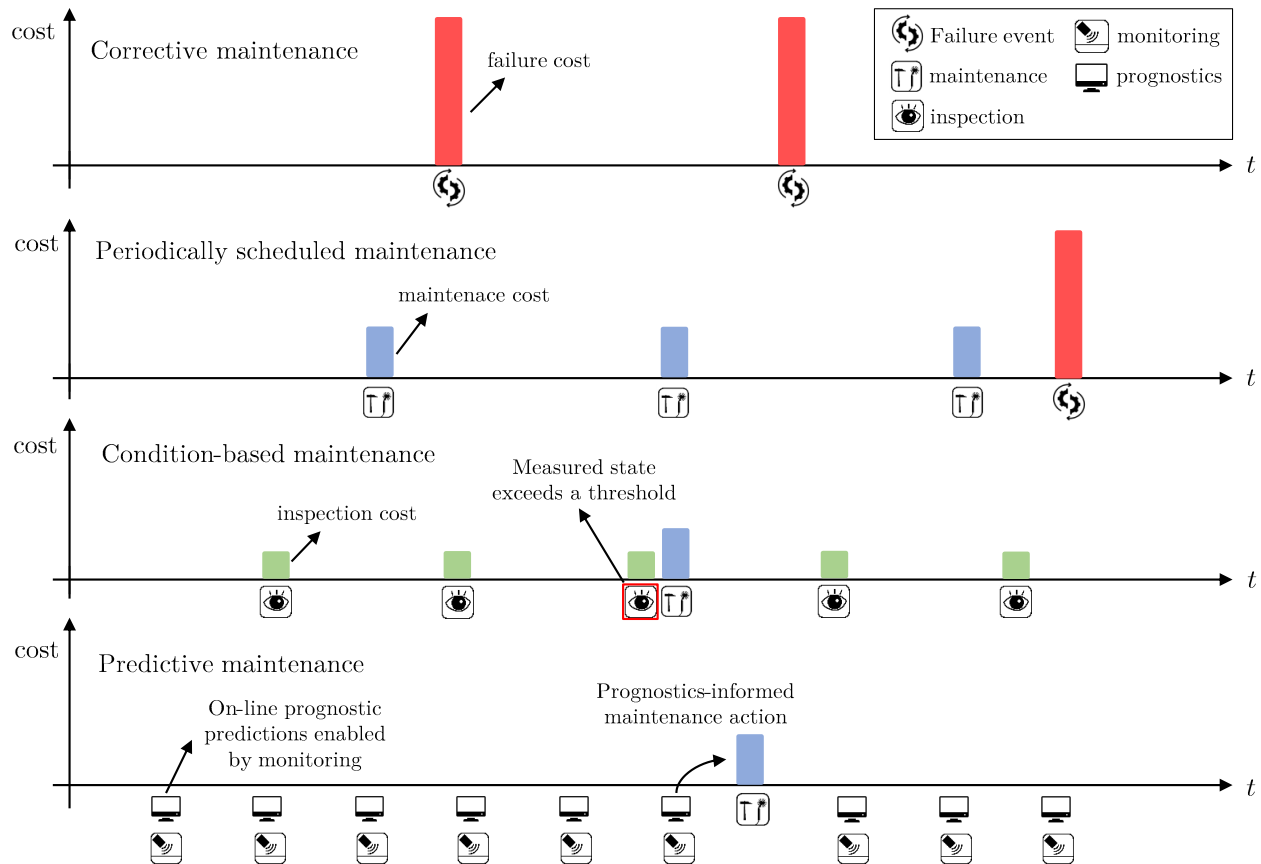 cost
Corrective maintenance
failure cost
Failure event
monitoring
maintenance
prognostics
inspection
t
cost
Periodically scheduled maintenance
maintenace cost
t
cost
Condition-based maintenance
Measured state
exceeds a threshold
inspection cost
t
cost
Predictive maintenance
On-line prognostic
predictions enabled
by monitoring
Prognostics-informed
maintenance action
t